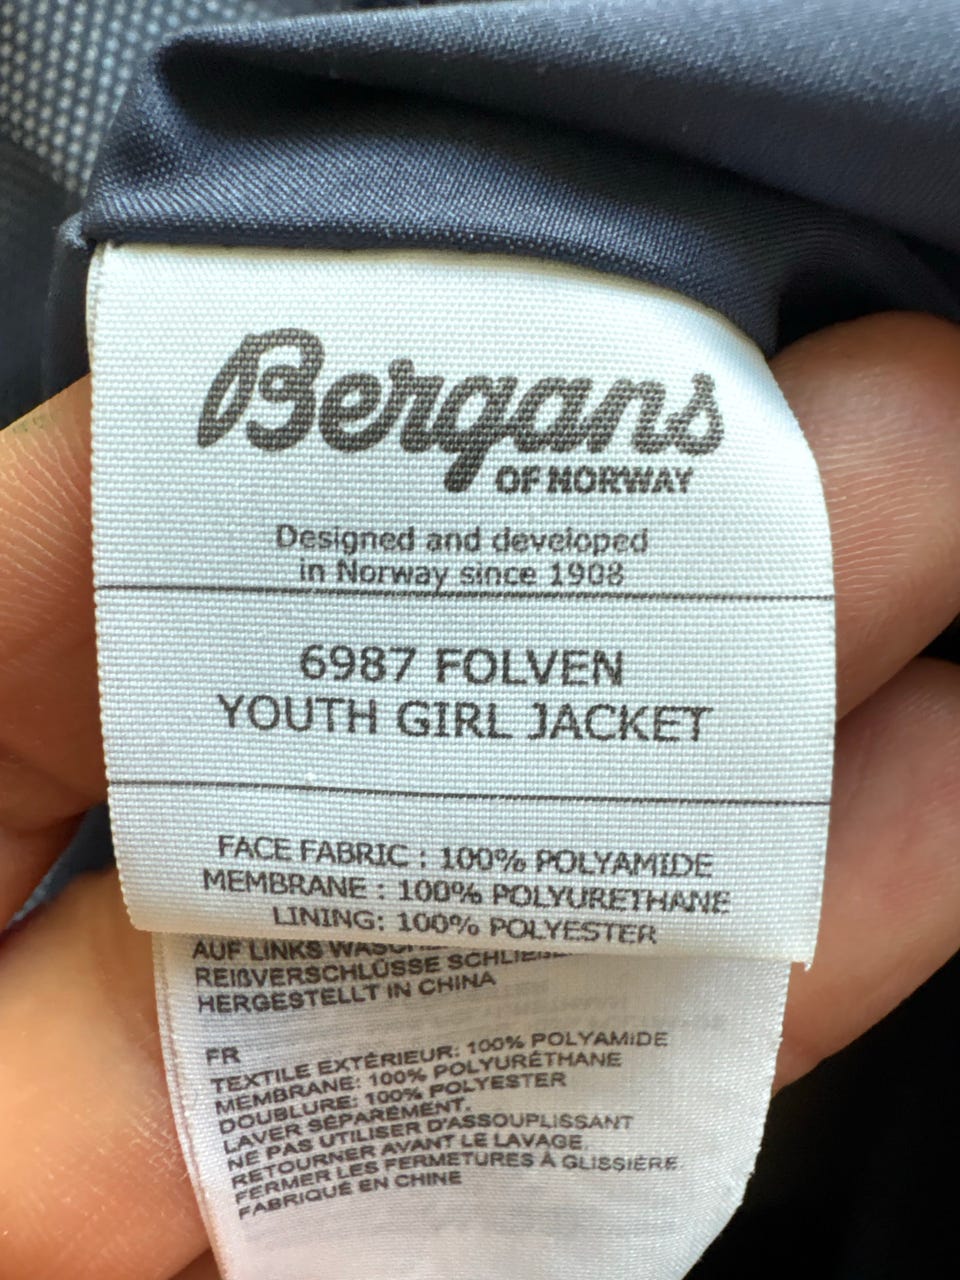 Bergans
OF NORWAY
Designed and developed
in Norway since 1908
6987 FOLVEN
YOUTH GIRL JACKET
FACE FABRIC : 100% POLYAMIDE
MEMBRANE : 100% POLYURETHANE
LINING: 100% POLYESTER
AUF LINKS
REIßVERSCHLÜSSE
HERGESTELLT IN CHINA
FR
TEXTILE EXTÉRIEUR: 100% POLYAMIDE
MEMBRANE: 100% POLYURÉTHANE
DOUBLURE: 100% POLYESTER
LAVER SÉPARÉMENT.
NE PAS UTILISER D'ASSOUPLISSANT
RETOURNER AVANT LE LAVAGE.
FERMER LES FERMETURES À GLISSIÈRE
FABRIQUÉ EN CHINE